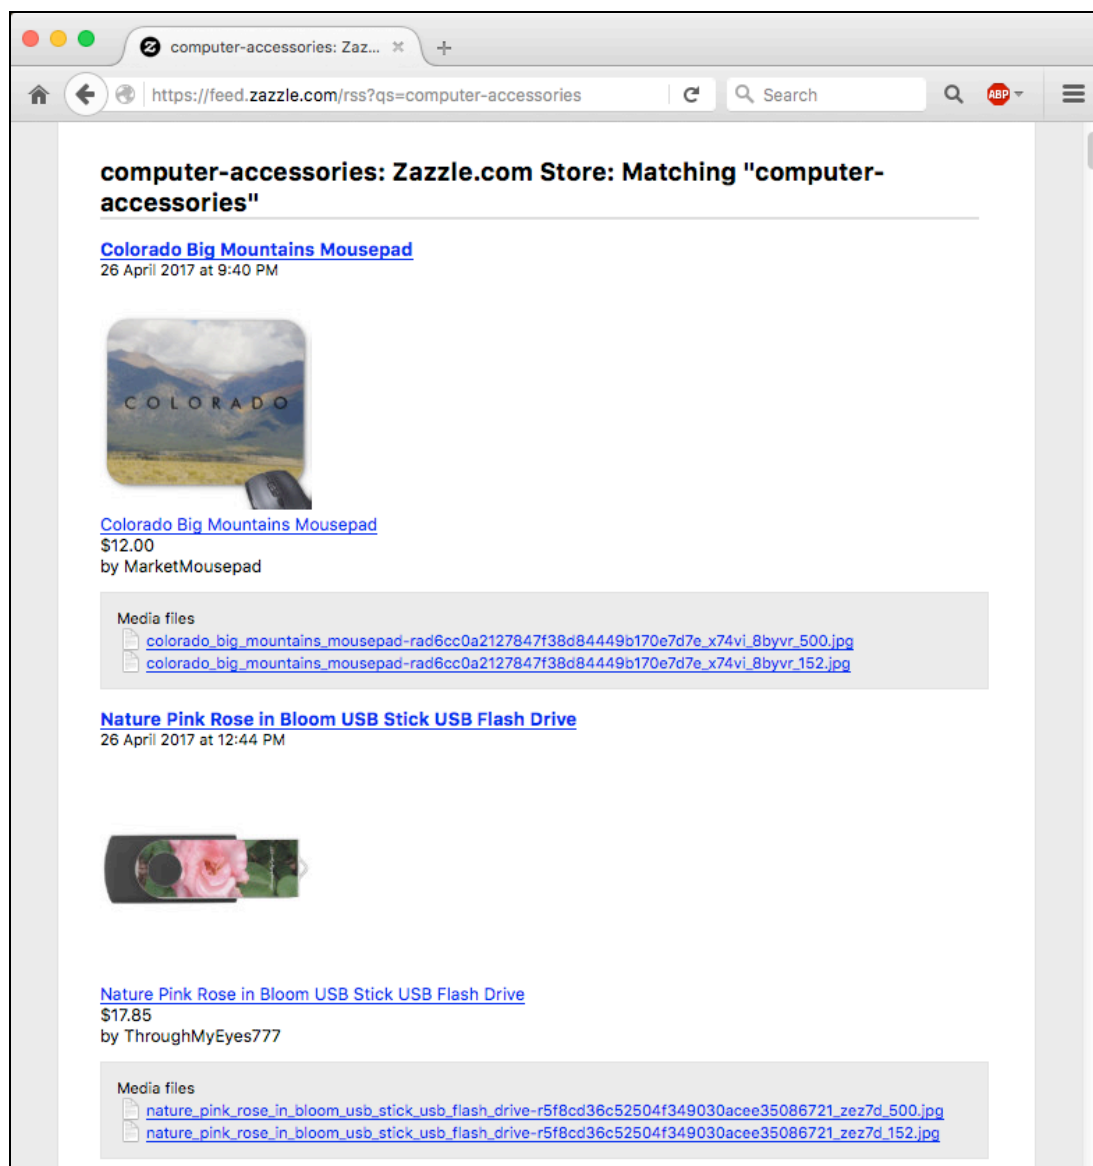 computer-accessories: Zaz...
https://feed.zazzle.com/rss?qs=computer-accessories
Search
ABP
computer-accessories: Zazzle.com Store: Matching "computer-
accessories"
Colorado Big Mountains Mousepad
26 April 2017 at 9:40 PM
COLORADO
Colorado Big Mountains Mousepad
$12.00
by MarketMousepad
Media files
colorado_big_mountains_mousepad-rad6cc0a2127847f38d84449b170e7d7e_x74vi_8byvr_500.jpg
colorado_big_mountains_mousepad-rad6cc0a2127847f38d84449b170e7d7e_x74vi_8byvr_152.jpg
Nature Pink Rose in Bloom USB Stick USB Flash Drive
26 April 2017 at 12:44 PM
Nature Pink Rose in Bloom USB Stick USB Flash Drive
$17.85
by ThroughMyEyes777
Media files
nature_pink_rose_in_bloom_usb_stick_usb_flash_drive-r5f8cd36c52504f349030acee35086721_zez7d_500.jpg
nature_pink_rose_in_bloom_usb_stick_usb_flash_drive-r5f8cd36c52504f349030acee35086721_zez7d_152.jpg